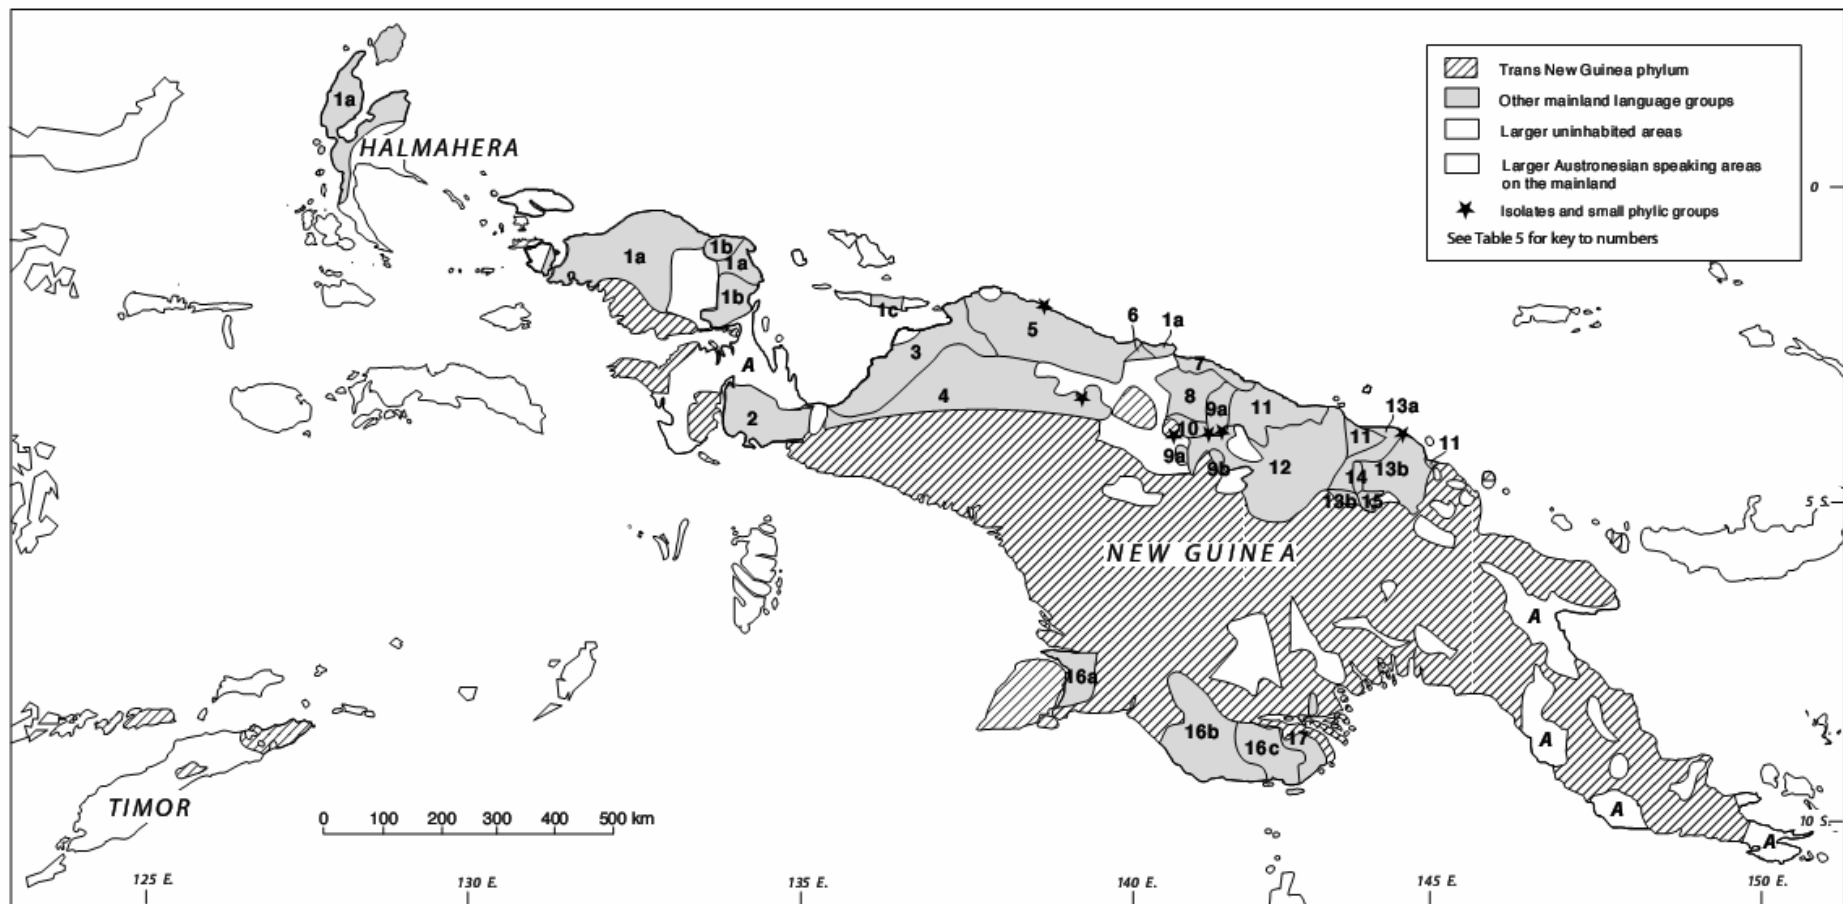 Trans New Guinea phylum
Other mainland language groups
Larger uninhabited areas
Larger Austronesian speaking areas
on the mainland
Isolates and small phylic groups
See Table 5 for key to numbers
1a
HALMAHERA
0
1b
1a
1a
1b
1c
5
6
1a
3
A
7
4
8
9a
11
13a
2
10
11
11
9a
9b
12
14
13b
13b
15
5 S.
NEW GUINEA
A
16a
16b
16c
17
A
TIMOR
0 100 200 300 400 500 km
A
10 S.
A
125 E.
130 E.
135 E.
140 E.
145 E.
150 E.